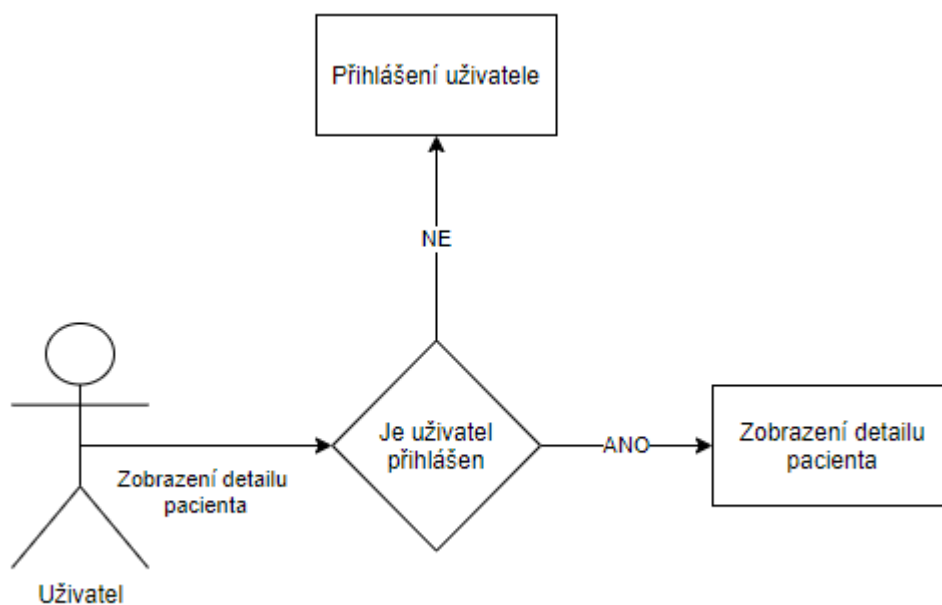 Přihlášení uživatele
NE
Je uživatel
přihlášen
ANO
Zobrazení detailu
pacienta
Zobrazení detailu
pacienta
Uživatel